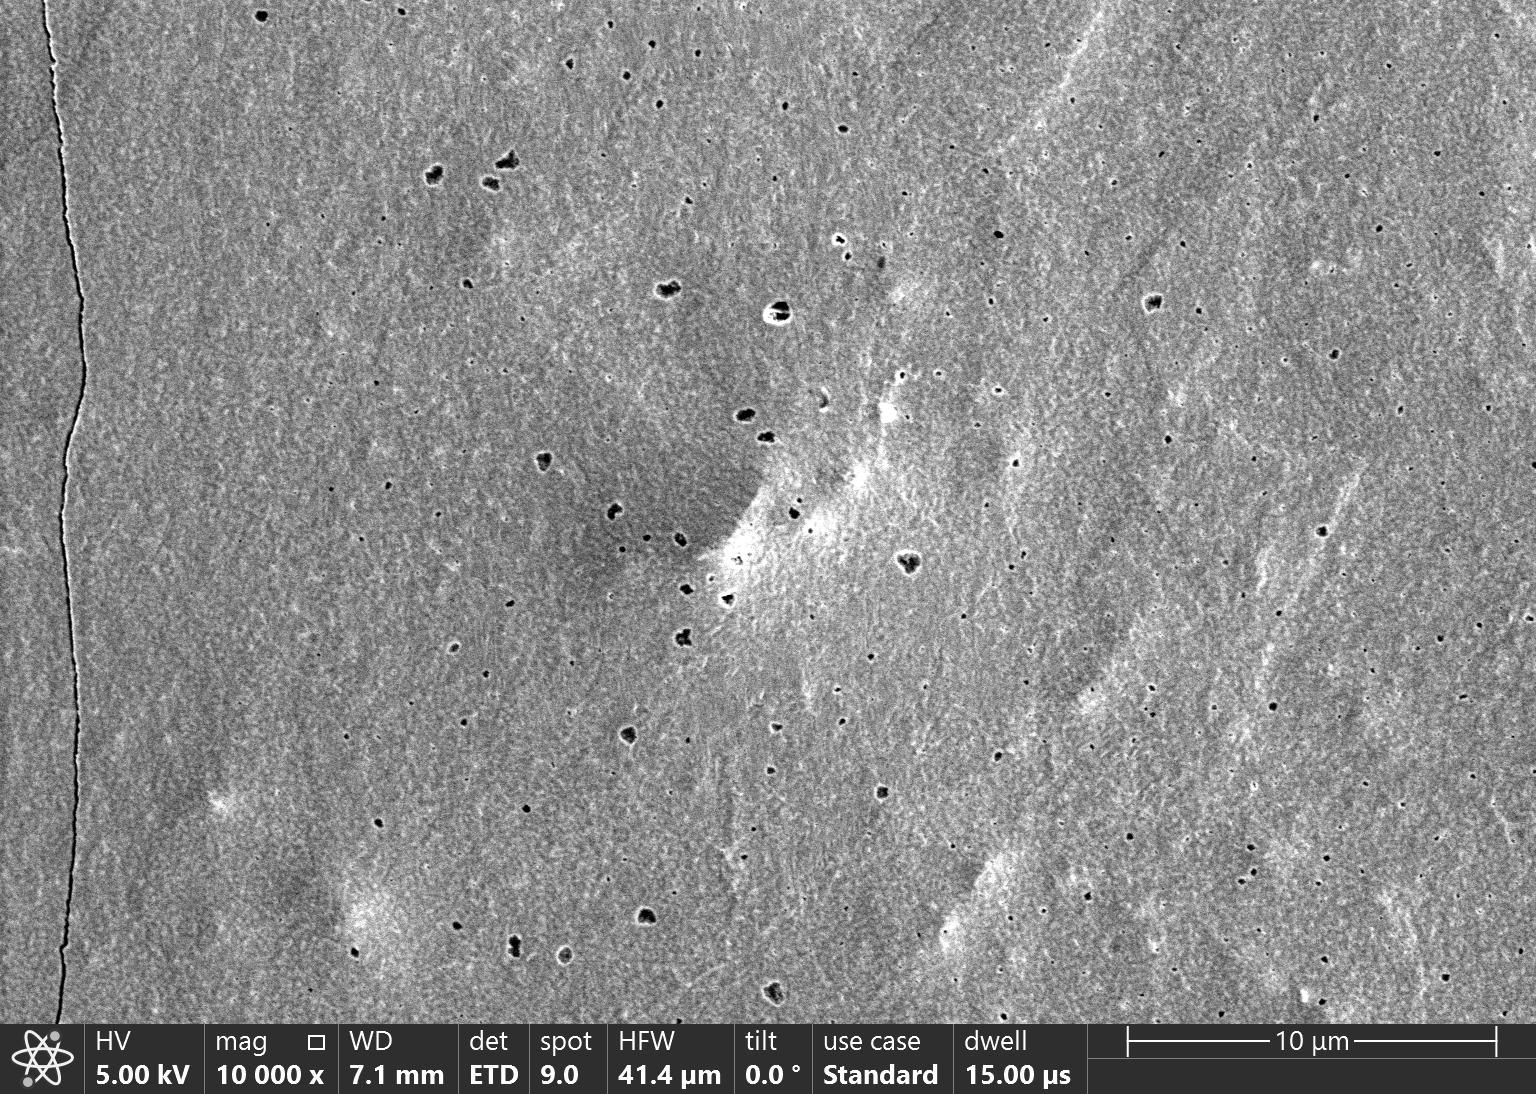 HV mag WD det spot HFW tilt use case dwell 10 µm
5.00 kV 10 000 x 7.1 mm ETD 9.0 41.4 µm 0.0 ° Standard 15.00 µs